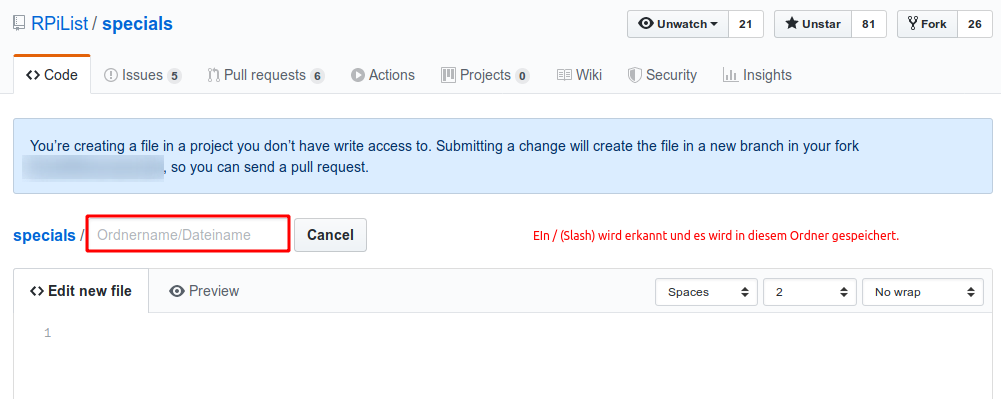 RPiList / specials
Unwatch 21 Unstar 81 Fork 26
Code Issues 5 Pull requests 6 Actions Projects 0 Wiki Security Insights
You're creating a file in a project you don't have write access to. Submitting a change will create the file in a new branch in your fork
, so you can send a pull request.
specials / Ordnername/Dateiname Cancel EIn / (Slash) wird erkannt und es wird in diesem Ordner gespeichert.
Edit new file Preview Spaces 2 No wrap
1